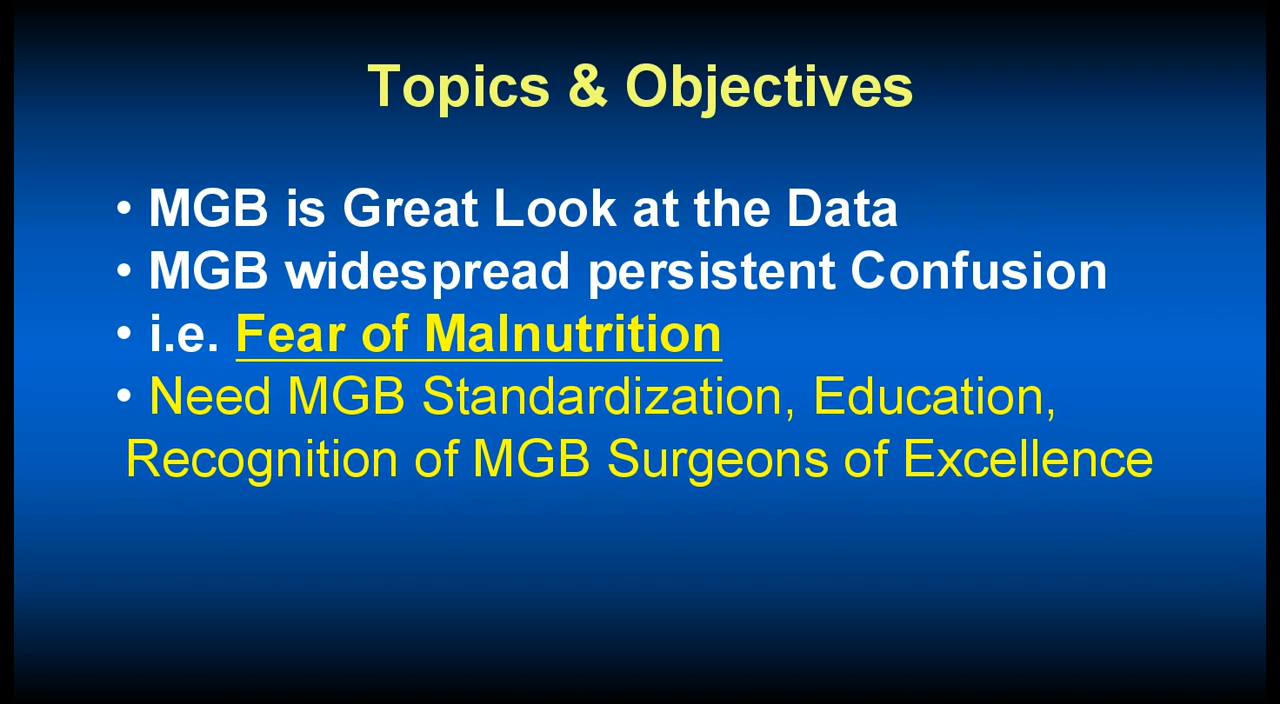 Topics & Objectives
• MGB is Great Look at the Data
• MGB widespread persistent Confusion
• i.e. Fear of Malnutrition
• Need MGB Standardization, Education,
Recognition of MGB Surgeons of Excellence